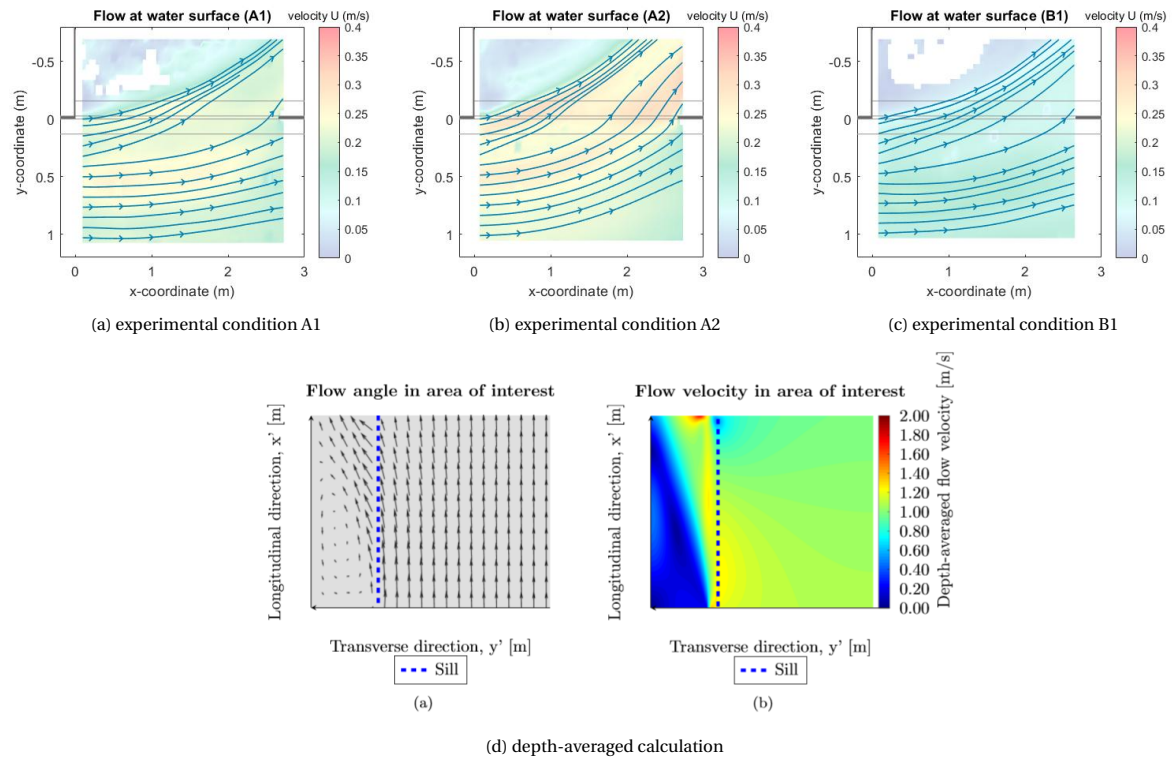 Flow at water surface (A1)
velocity U (m/s)
-0.5
0
0.5
1
y-coordinate (m)
0
1
2
3
x-coordinate (m)
0.4
0.35
0.3
0.25
0.2
0.15
0.1
0.05
0
(a) experimental condition A1
Flow at water surface (A2)
velocity U (m/s)
-0.5
0
0.5
1
y-coordinate (m)
0
1
2
3
x-coordinate (m)
0.4
0.35
0.3
0.25
0.2
0.15
0.1
0.05
0
(b) experimental condition A2
Flow at water surface (B1)
velocity U (m/s)
-0.5
0
0.5
1
y-coordinate (m)
0
1
2
3
x-coordinate (m)
0.4
0.35
0.3
0.25
0.2
0.15
0.1
0.05
0
(c) experimental condition B1
Flow angle in area of interest
Longitudinal direction, x' [m]
Transverse direction, y' [m]
Sill
(a)
Flow velocity in area of interest
Longitudinal direction, x' [m]
Transverse direction, y' [m]
Sill
2.00
1.80
1.60
1.40
1.20
1.00
0.80
0.60
0.40
0.20
0.00
Depth-averaged flow velocity [m/s]
(b)
(d) depth-averaged calculation